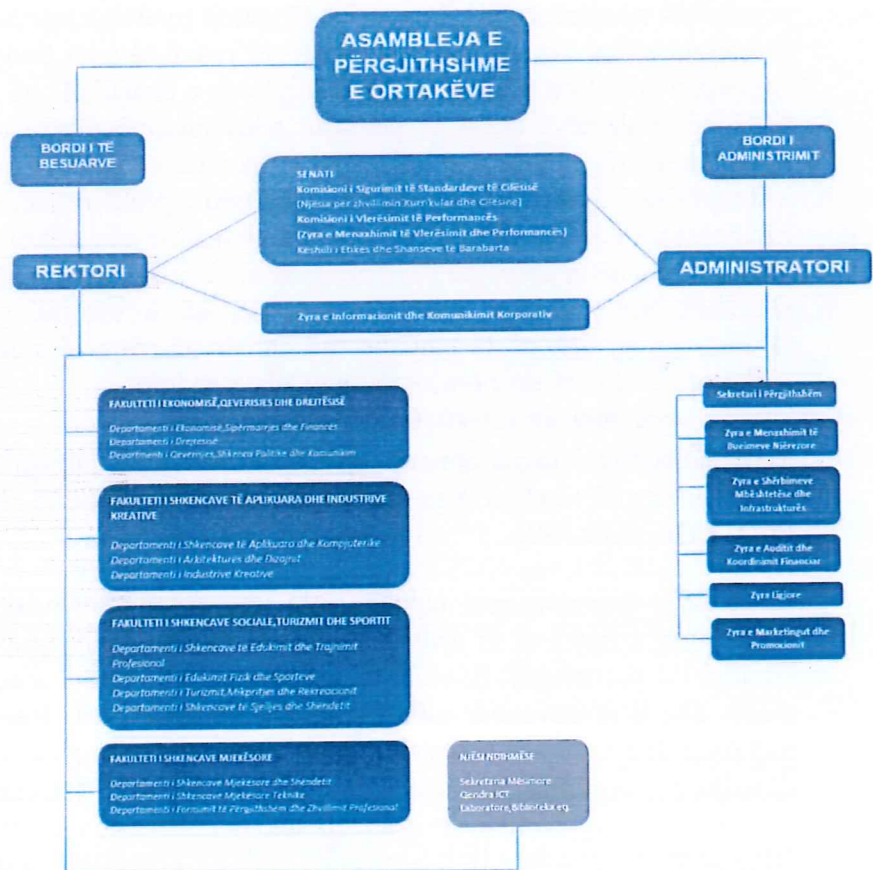 ASAMBLEJA E
PËRGJITHSHME
E ORTAKËVE
BORDI I TË
BESUARVE
BORDI I
ADMINISTRIMIT
SENATI
Komisioni i Sigurimit të Standardeve të Cilësisë
(Njësia për zhvillimin Kurrikular dhe Cilësinë)
Komisioni i Vlerësimit të Performancës
(Zyra e Menaxhimit të Vlerësimit dhe Performancës)
Këshilli i Etikës dhe Shanseve të Barabarta
REKTORI
ADMINISTRATORI
Zyra e Informacionit dhe Komunikimit Korporativ
FAKULTETI I EKONOMISË,QEVERISJES DHE DREJTËSISË
Departamenti i Ekonomisë,Sipërmarrjes dhe Financës
Departamenti i Drejtësisë
Departmenti i Qeverisjes,Shkenca Politike dhe Komunikim
FAKULTETI I SHKENCAVE TË APLIKUARA DHE INDUSTRIVE
KREATIVE
Departamenti i Shkencave të Aplikuara dhe Kompjuterike
Departamenti i Arkitekturës dhe Dizajnit
Departamenti i Industrive Kreative
FAKULTETI I SHKENCAVE SOCIALE,TURIZMIT DHE SPORTIT
Departamenti i Shkencave të Edukimit dhe Trajnimit
Profesional
Departamenti i Edukimit Fizik dhe Sporteve
Departamenti i Turizmit,Mikpritjes dhe Rekreacionit
Departamenti i Shkencave të Sjelljes dhe Shëndetit
FAKULTETI I SHKENCAVE MJEKËSORE
Departamenti i Shkencave Mjekësore dhe Shëndetit
Departamenti i Shkencave Mjekësore Teknike
Departamenti i Formimit të Përgjithshëm dhe Zhvillimit Profesional
NJËSI NDIHMËSE
Sekretaria Mësimore
Qendra ICT
Laboratore,Biblioteka etj.
Sekretari i Përgjithshëm
Zyra e Menaxhimit të
Burimeve Njerëzore
Zyra e Shërbimeve
Mbështetëse dhe
Infrastrukturës
Zyra e Auditit dhe
Koordinimit Financiar
Zyra Ligjore
Zyra e Marketingut dhe
Promocionit